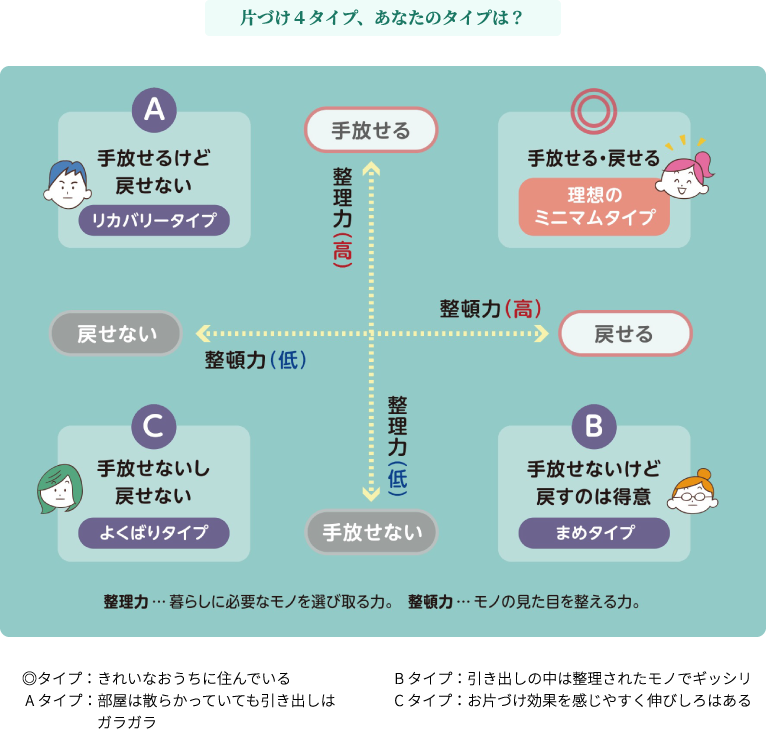 片づけ４タイプ、あなたのタイプは？
A
手放せるけど
戻せない
リカバリータイプ
手放せる
整理力(高)
◎
手放せる・戻せる
理想の
ミニマムタイプ
戻せない
整頓力(高)
戻せる
整頓力(低)
整理力(低)
C
手放せないし
戻せない
よくばりタイプ
手放せない
B
手放せないけど
戻すのは得意
まめタイプ
整理力…暮らしに必要なモノを選び取る力。 整頓力…モノの見た目を整える力。
◎タイプ：きれいなおうちに住んでいる
Ａタイプ：部屋は散らかっていても引き出しは
ガラガラ
Ｂタイプ：引き出しの中は整理されたモノでギッシリ
Ｃタイプ：お片づけ効果を感じやすく伸びしろはある